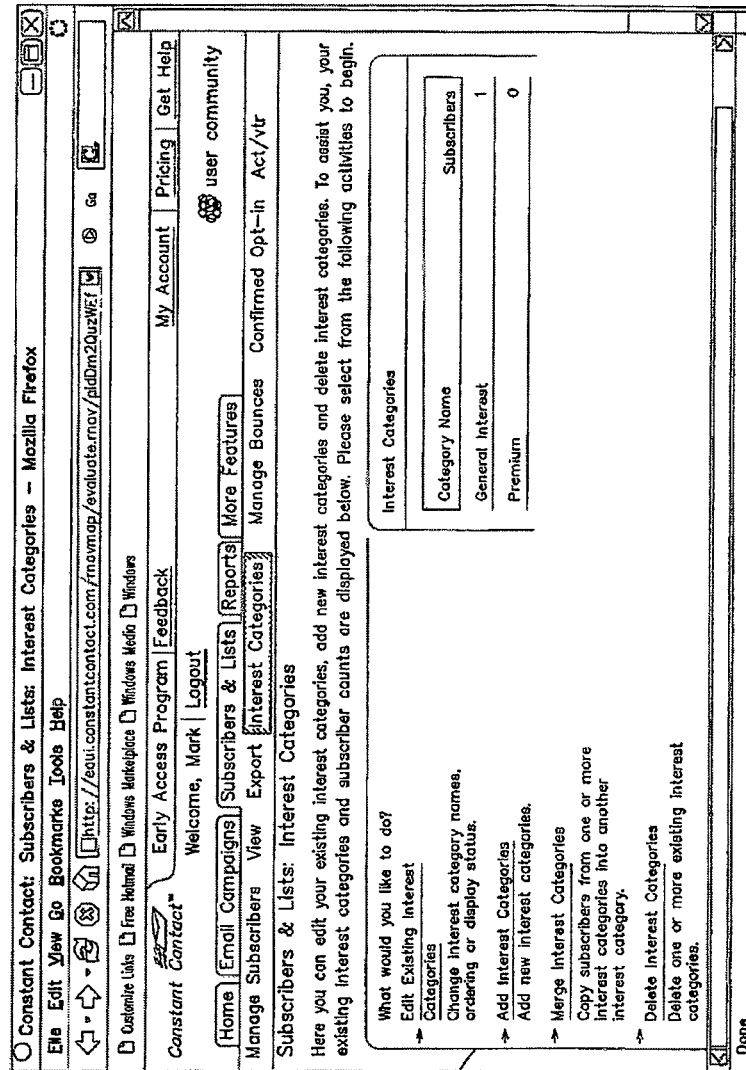 Constant Contact: Subscribers & Lists: Interest Categories – Mozilla Firefox
File Edit View Go Bookmarks Tools Help
http://eaui.constantcontact.com/rnavmap/evaluate.rnav/pidDm2QuzWEf Go
Customize Links Free Hotmail Windows Marketplace Windows Media Windows
Constant Contact™
Early Access Program | Feedback
My Account | Pricing | Get Help
Welcome, Mark | Logout
user community
Home Email Campaigns Subscribers & Lists Reports More Features
Manage Subscribers View Export Interest Categories Manage Bounces Confirmed Opt-in Act/vtr
Subscribers & Lists: Interest Categories
Here you can edit your existing interest categories, add new interest categories and delete interest categories. To assist you, your
existing interest categories and subscriber counts are displayed below. Please select from the following activities to begin.
What would you like to do?
Edit Existing Interest
Categories
Change interest category names,
ordering or display status.
Add Interest Categories
Add new interest categories.
Merge Interest Categories
Copy subscribers from one or more
interest categories into another
interest category.
Delete Interest Categories
Delete one or more existing interest
categories.
Interest Categories
Category Name Subscribers
General Interest 1
Premium 0
Done